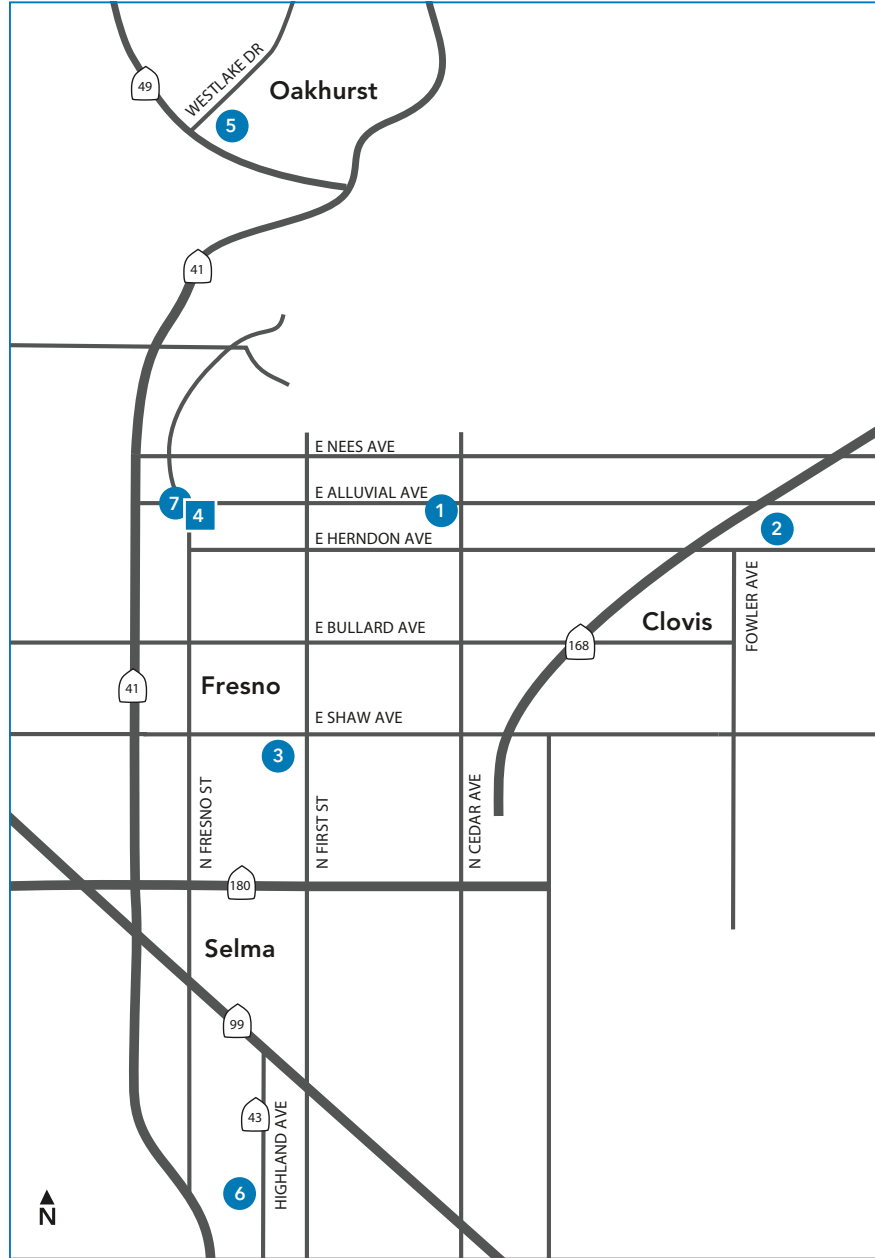 49
WESTLAKE DR
Oakhurst
5
41
E NEES AVE
7
4
E ALLUVIAL AVE
1
2
E HERNDON AVE
FOWLER AVE
Clovis
E BULLARD AVE
168
41
Fresno
E SHAW AVE
3
N FRESNO ST
N FIRST ST
N CEDAR AVE
180
Selma
99
43
HIGHLAND AVE
6
N